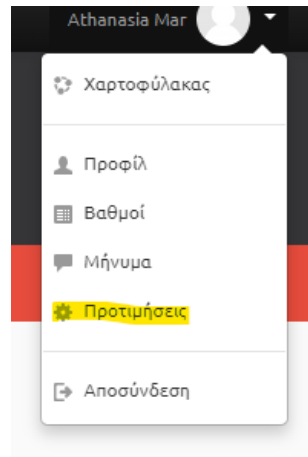 Athanasia Mar
Χαρτοφύλακας
Προφίλ
Βαθμοί
Μήνυμα
Προτιμήσεις
Αποσύνδεση